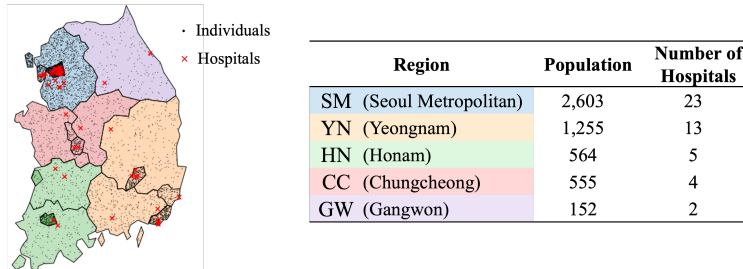 · Individuals
× Hospitals
Region Population Number of Hospitals
SM (Seoul Metropolitan) 2,603 23
YN (Yeongnam) 1,255 13
HN (Honam) 564 5
CC (Chungcheong) 555 4
GW (Gangwon) 152 2